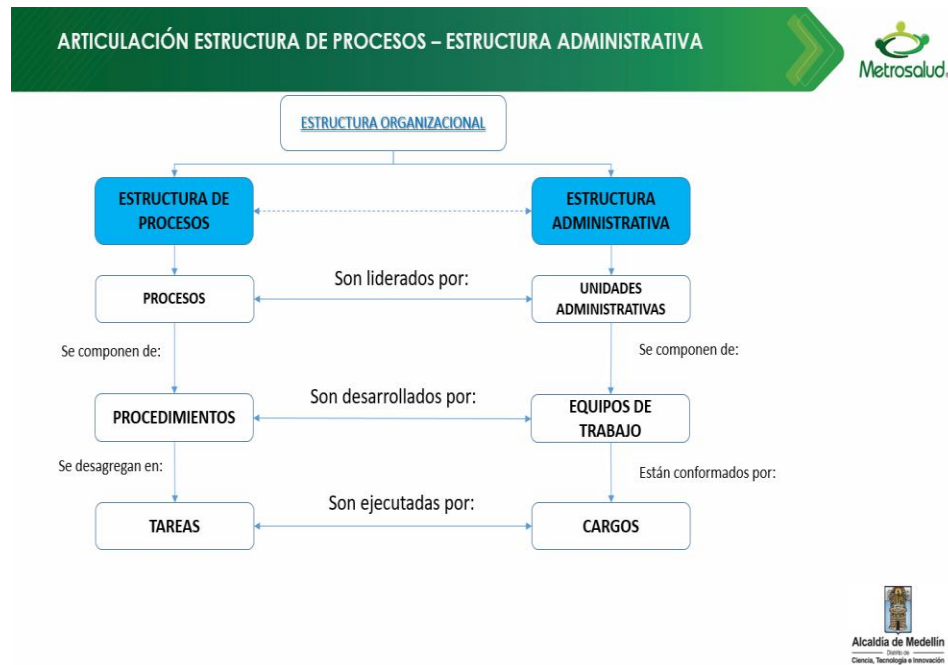 ARTICULACIÓN ESTRUCTURA DE PROCESOS – ESTRUCTURA ADMINISTRATIVA
Metrosalud
ESTRUCTURA ORGANIZACIONAL
ESTRUCTURA DE
PROCESOS
ESTRUCTURA
ADMINISTRATIVA
PROCESOS
Son liderados por:
UNIDADES
ADMINISTRATIVAS
Se componen de:
Se componen de:
PROCEDIMIENTOS
Son desarrollados por:
EQUIPOS DE
TRABAJO
Se desagregan en:
Están conformados por:
TAREAS
Son ejecutadas por:
CARGOS
Alcaldía de Medellín
Distrito de
Ciencia, Tecnología e Innovación